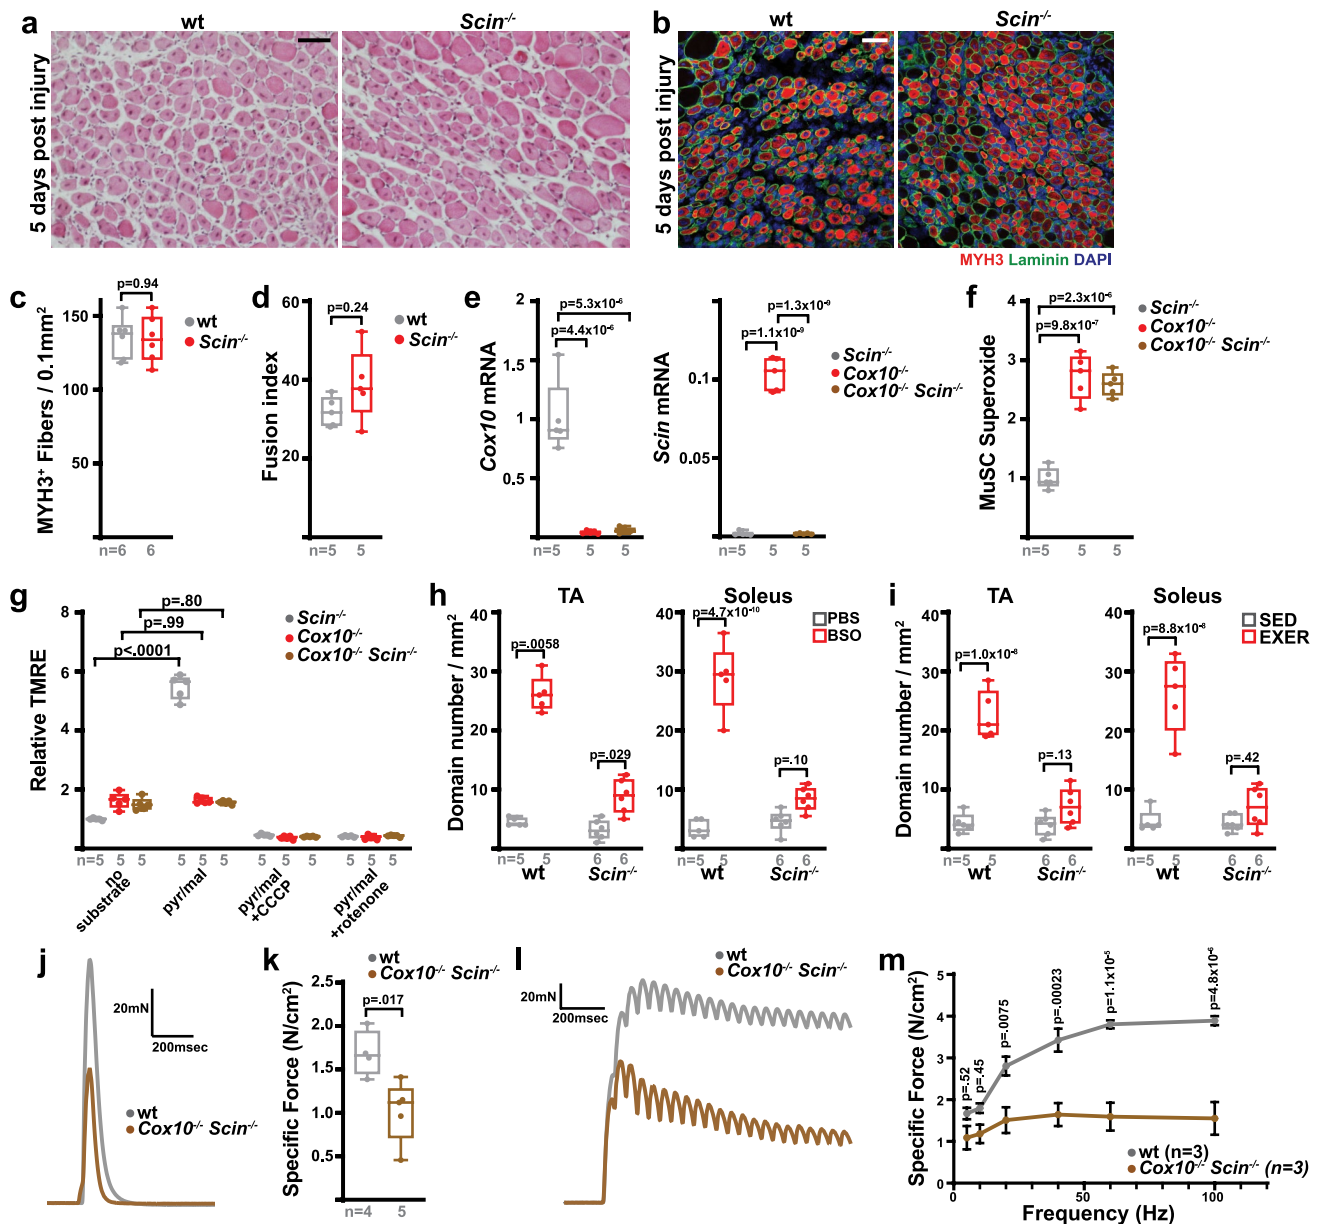 a
wt
Scin-/-
5 days post injury
b
wt
Scin-/-
5 days post injury
MYH3 Laminin DAPI
c
p=0.94
MYH3+ Fibers / 0.1mm2
150
100
50
n=6 6
wt
Scin-/-
d
p=0.24
Fusion index
60
40
20
n=5 5
wt
Scin-/-
e
Cox10 mRNA
2
1.5
1
0.5
p=5.3x10-6
p=4.4x10-6
n=5 5 5
Scin mRNA
0.1
0.05
p=1.3x10-9
p=1.1x10-9
n=5 5 5
Scin-/-
Cox10-/-
Cox10-/- Scin-/-
f
MuSC Superoxide
4
3
2
1
p=2.3x10-6
p=9.8x10-7
n=5 5 5
Scin-/-
Cox10-/-
Cox10-/- Scin-/-
g
Relative TMRE
8
6
4
2
p=.80
p=.99
p<.0001
Scin-/-
Cox10-/-
Cox10-/- Scin-/-
n=5 5 5 5 5 5 5 5 5 5 5 5
no substrate
pyr/mal
pyr/mal +CCCP
pyr/mal +rotenone
h
TA
Domain number / mm2
40
30
20
10
p=.0058
p=.029
n=5 5 6 6
wt Scin-/-
Soleus
40
30
20
10
p=4.7x10-10
p=.10
n=5 5 6 6
wt Scin-/-
PBS
BSO
i
TA
Domain number / mm2
40
30
20
10
p=1.0x10-8
p=.13
n=5 5 6 6
wt Scin-/-
Soleus
40
30
20
10
p=8.8x10-8
p=.42
n=5 5 6 6
wt Scin-/-
SED
EXER
j
20mN
200msec
wt
Cox10-/- Scin-/-
k
wt
Cox10-/- Scin-/-
Specific Force (N/cm2)
2.5
2.0
1.5
1.0
0.5
p=.017
n=4 5
l
wt
Cox10-/- Scin-/-
20mN
200msec
m
Specific Force (N/cm2)
5
4
3
2
1
0
p=.52
p=.45
p=.0075
p=.00023
p=1.1x10-5
p=4.8x10-6
wt (n=3)
Cox10-/- Scin-/- (n=3)
0 50 100
Frequency (Hz)